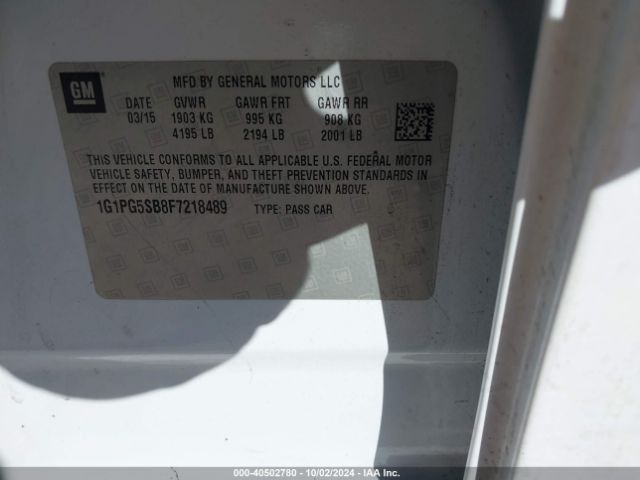 GM
MFD BY GENERAL MOTORS LLC
DATE GVWR GAWR FRT GAWR RR
03/15 1903 KG 995 KG 908 KG
4195 LB 2194 LB 2001 LB
THIS VEHICLE CONFORMS TO ALL APPLICABLE U.S. FEDERAL MOTOR
VEHICLE SAFETY, BUMPER, AND THEFT PREVENTION STANDARDS IN
EFFECT ON THE DATE OF MANUFACTURE SHOWN ABOVE.
1G1PG5SB8F7218489 TYPE: PASS CAR
000-40502780 - 10/02/2024 - IAA Inc.